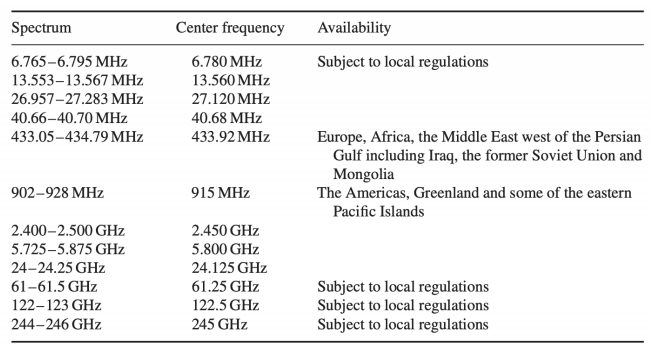 Spectrum Center frequency Availability
6.765–6.795 MHz 6.780 MHz Subject to local regulations
13.553–13.567 MHz 13.560 MHz
26.957–27.283 MHz 27.120 MHz
40.66–40.70 MHz 40.68 MHz
433.05–434.79 MHz 433.92 MHz Europe, Africa, the Middle East west of the Persian
Gulf including Iraq, the former Soviet Union and
Mongolia
902–928 MHz 915 MHz The Americas, Greenland and some of the eastern
Pacific Islands
2.400–2.500 GHz 2.450 GHz
5.725–5.875 GHz 5.800 GHz
24–24.25 GHz 24.125 GHz
61–61.5 GHz 61.25 GHz Subject to local regulations
122–123 GHz 122.5 GHz Subject to local regulations
244–246 GHz 245 GHz Subject to local regulations